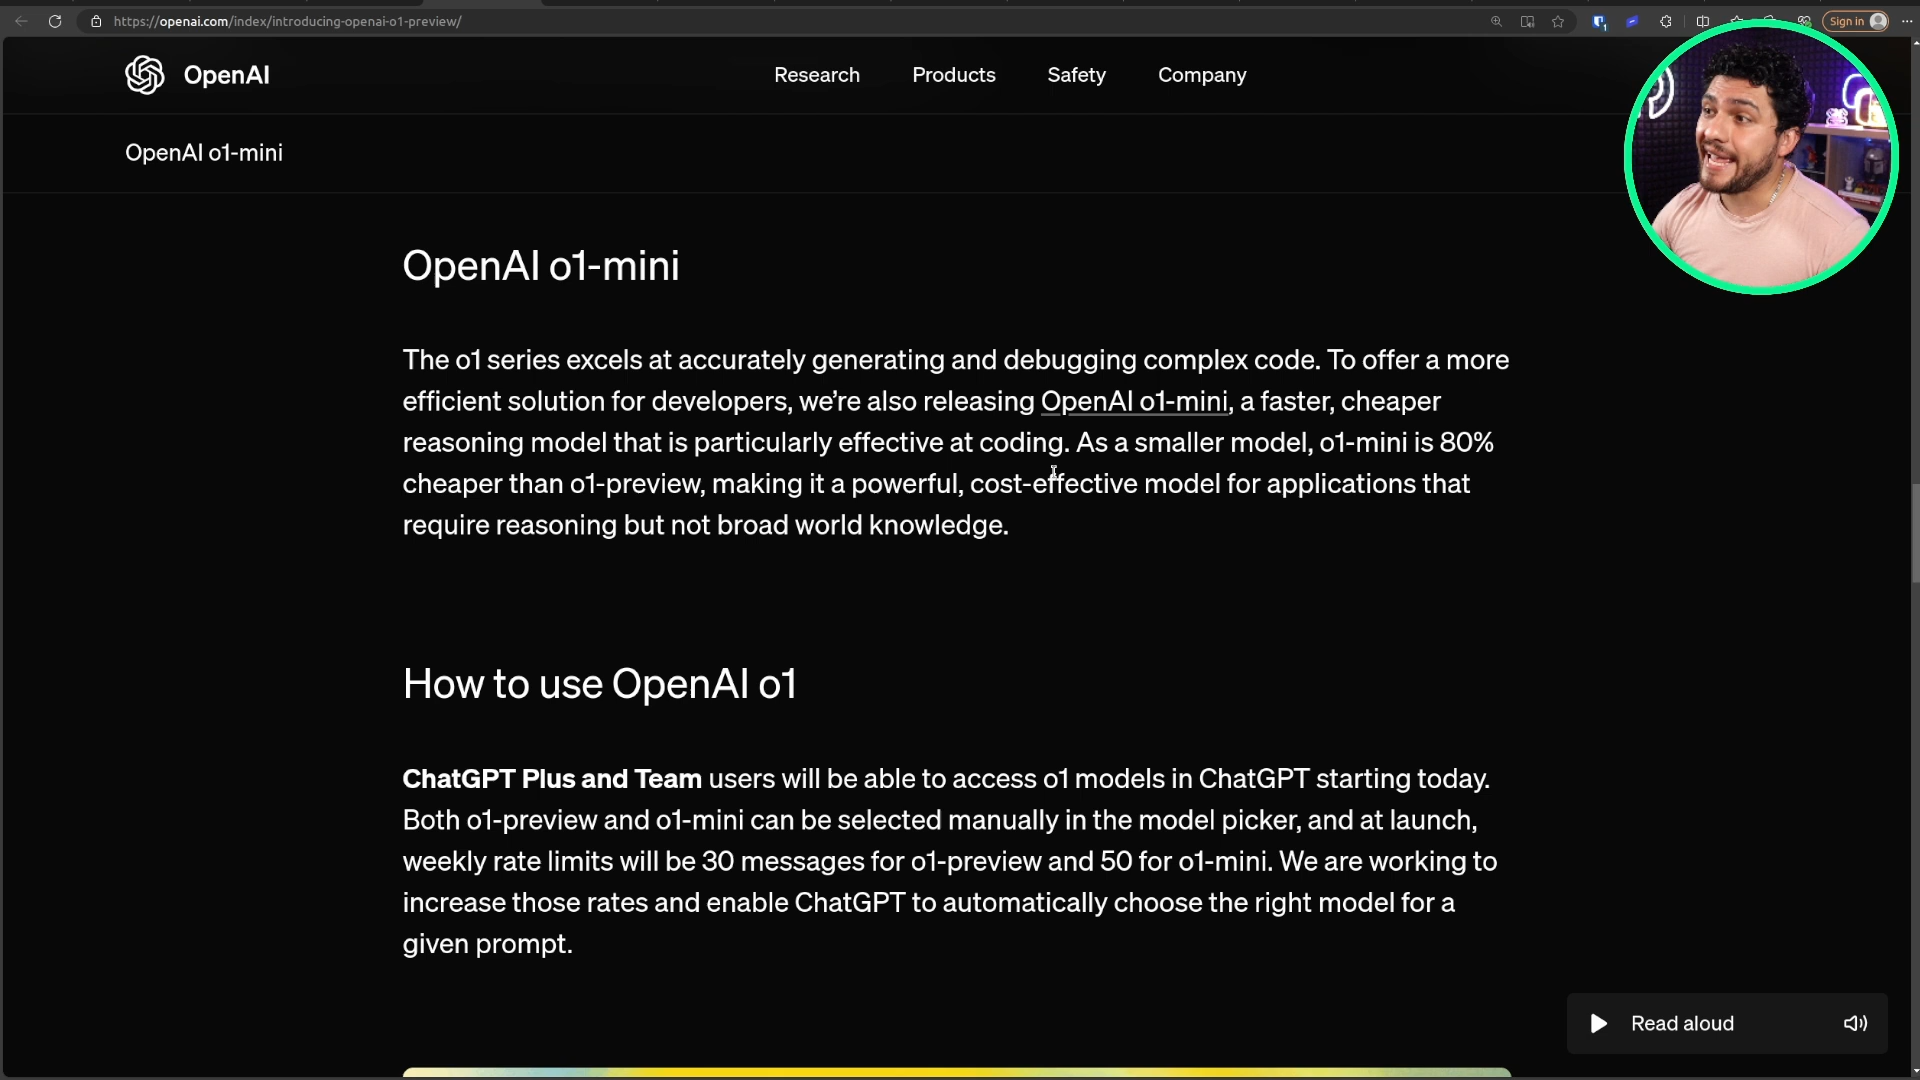 https://openai.com/index/introducing-openai-o1-preview/
Sign in
OpenAI
Research
Products
Safety
Company
OpenAI o1-mini
OpenAI o1-mini
The o1 series excels at accurately generating and debugging complex code. To offer a more
efficient solution for developers, we’re also releasing OpenAI o1-mini, a faster, cheaper
reasoning model that is particularly effective at coding. As a smaller model, o1-mini is 80%
cheaper than o1-preview, making it a powerful, cost-effective model for applications that
require reasoning but not broad world knowledge.
How to use OpenAI o1
ChatGPT Plus and Team users will be able to access o1 models in ChatGPT starting today.
Both o1-preview and o1-mini can be selected manually in the model picker, and at launch,
weekly rate limits will be 30 messages for o1-preview and 50 for o1-mini. We are working to
increase those rates and enable ChatGPT to automatically choose the right model for a
given prompt.
Read aloud